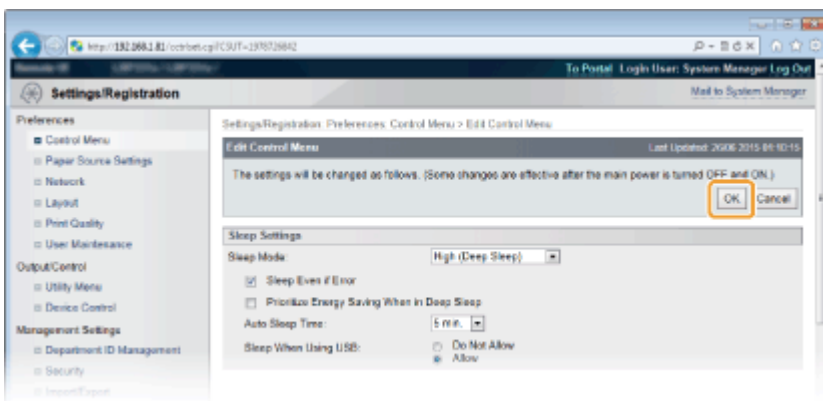 http://192.168.1.81/
To Portal Login User: System Manager Log Out
Settings/Registration
Mail to System Manager
Preferences
Control Menu
Paper Source Settings
Network
Layout
Print Quality
User Maintenance
Output/Control
Utility Menu
Device Control
Management Settings
Department ID Management
Security
Import/Export
Settings/Registration: Preferences: Control Menu > Edit Control Menu
Edit Control Menu
Last Updated: 26/06 2015
The settings will be changed as follows. (Some changes are effective after the main power is turned OFF and ON.)
OK
Cancel
Sleep Settings
Sleep Mode:
High (Deep Sleep)
Sleep Even if Error
Prioritize Energy Saving When in Deep Sleep
Auto Sleep Time:
5 min.
Sleep When Using USB:
Do Not Allow
Allow